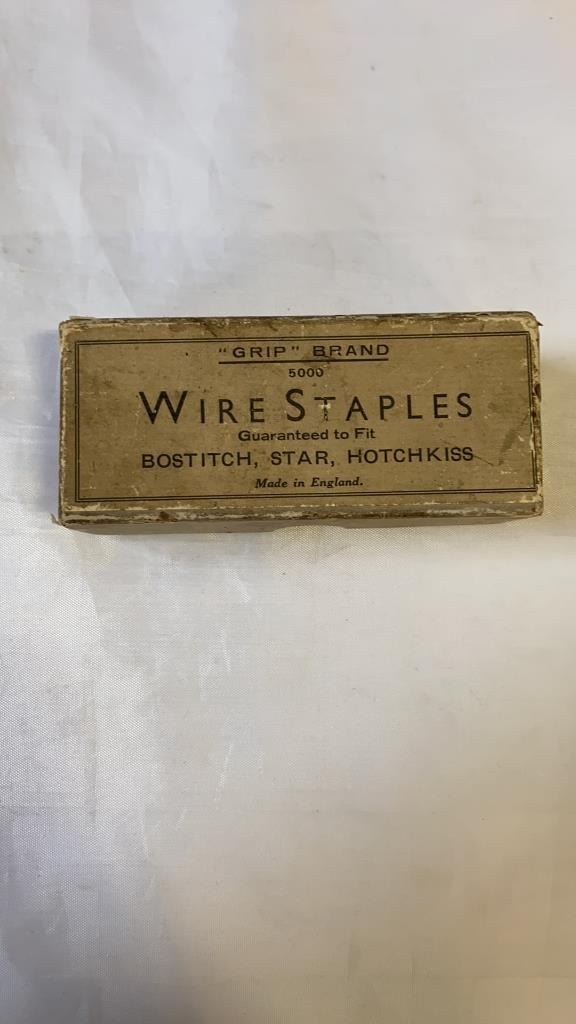 "GRIP" BRAND
5000
WIRE STAPLES
Guaranteed to Fit
BOSTITCH, STAR, HOTCHKISS
Made in England.